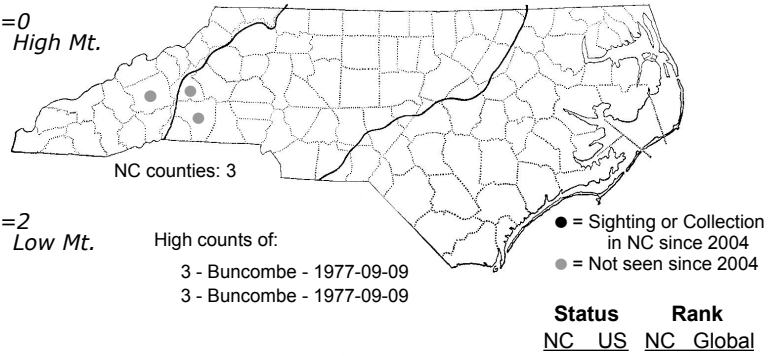 =0
High Mt.
NC counties: 3
=2
Low Mt.
High counts of:
3 - Buncombe - 1977-09-09
3 - Buncombe - 1977-09-09
● = Sighting or Collection
in NC since 2004
● = Not seen since 2004
Status Rank
NC US NC Global